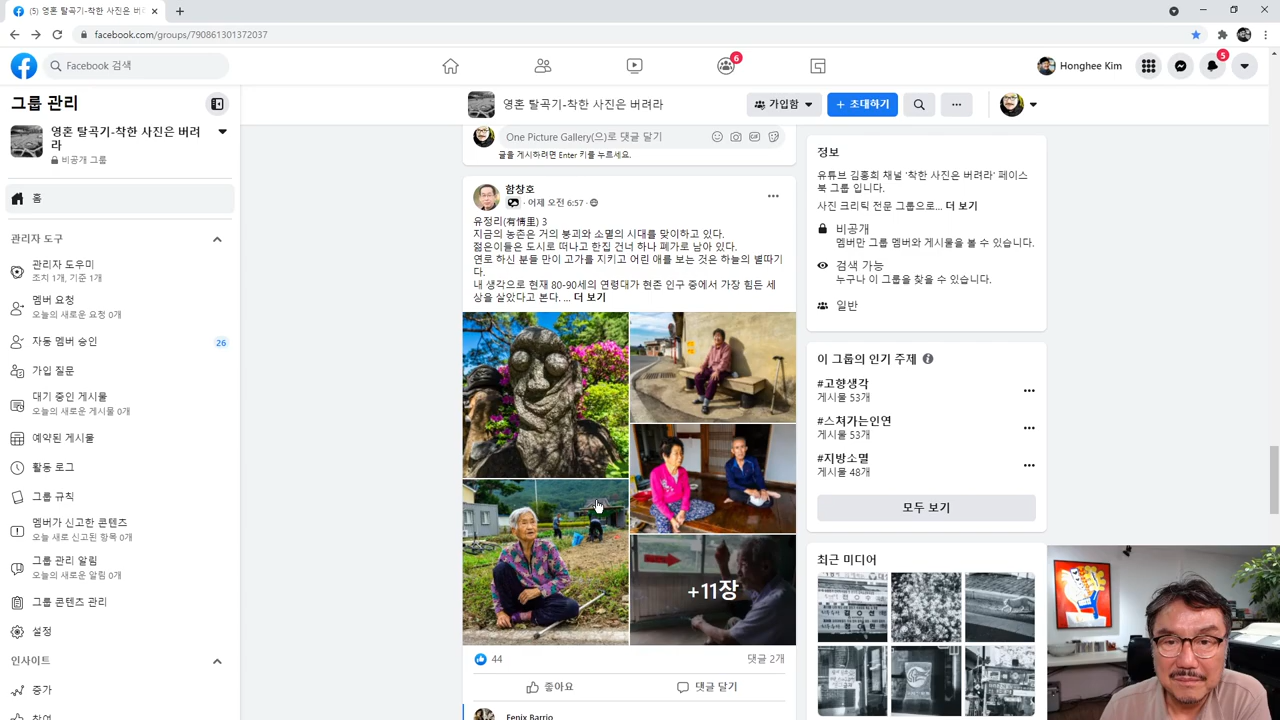 (5) 영혼 탈곡기-착한 사진은 버려
facebook.com/groups/790861301372037
Facebook 검색
6
Honghee Kim
5
그룹 관리
영혼 탈곡기-착한 사진은 버려라
가입함
+ 초대하기
영혼 탈곡기-착한 사진은 버려
라
비공개 그룹
홈
관리자 도구
관리자 도우미
조치 1개, 기준 1개
멤버 요청
오늘의 새로운 요청 0개
자동 멤버 승인
26
가입 질문
대기 중인 게시물
오늘의 새로운 게시물 0개
예약된 게시물
활동 로그
그룹 규칙
멤버가 신고한 콘텐츠
오늘 새로 신고된 항목 0개
그룹 관리 알림
오늘의 새로운 알림 0개
그룹 콘텐츠 관리
설정
인사이트
증가
One Picture Gallery(으)로 댓글 달기
글을 게시하려면 Enter 키를 누르세요.
함창호
· 어제 오전 6:57 ·
유정리(有情里) 3
지금의 농촌은 거의 붕괴와 소멸의 시대를 맞이하고 있다.
젊은이들은 도시로 떠나고 한집 건너 하나 폐가로 남아 있다.
연로 하신 분들 만이 고가를 지키고 어린 애를 보는 것은 하늘의 별따기
다.
내 생각으로 현재 80-90세의 연령대가 현존 인구 중에서 가장 힘든 세
상을 살았다고 본다. ... 더 보기
+11장
44
댓글 2개
좋아요
댓글 달기
Fenix Barrio
정보
유튜브 김홍희 채널 '착한 사진은 버려라' 페이스
북 그룹 입니다.
사진 크리틱 전문 그룹으로... 더 보기
비공개
멤버만 그룹 멤버와 게시물을 볼 수 있습니다.
검색 가능
누구나 이 그룹을 찾을 수 있습니다.
일반
이 그룹의 인기 주제
#고향생각
게시물 53개
#스쳐가는인연
게시물 53개
#지방소멸
게시물 48개
모두 보기
최근 미디어